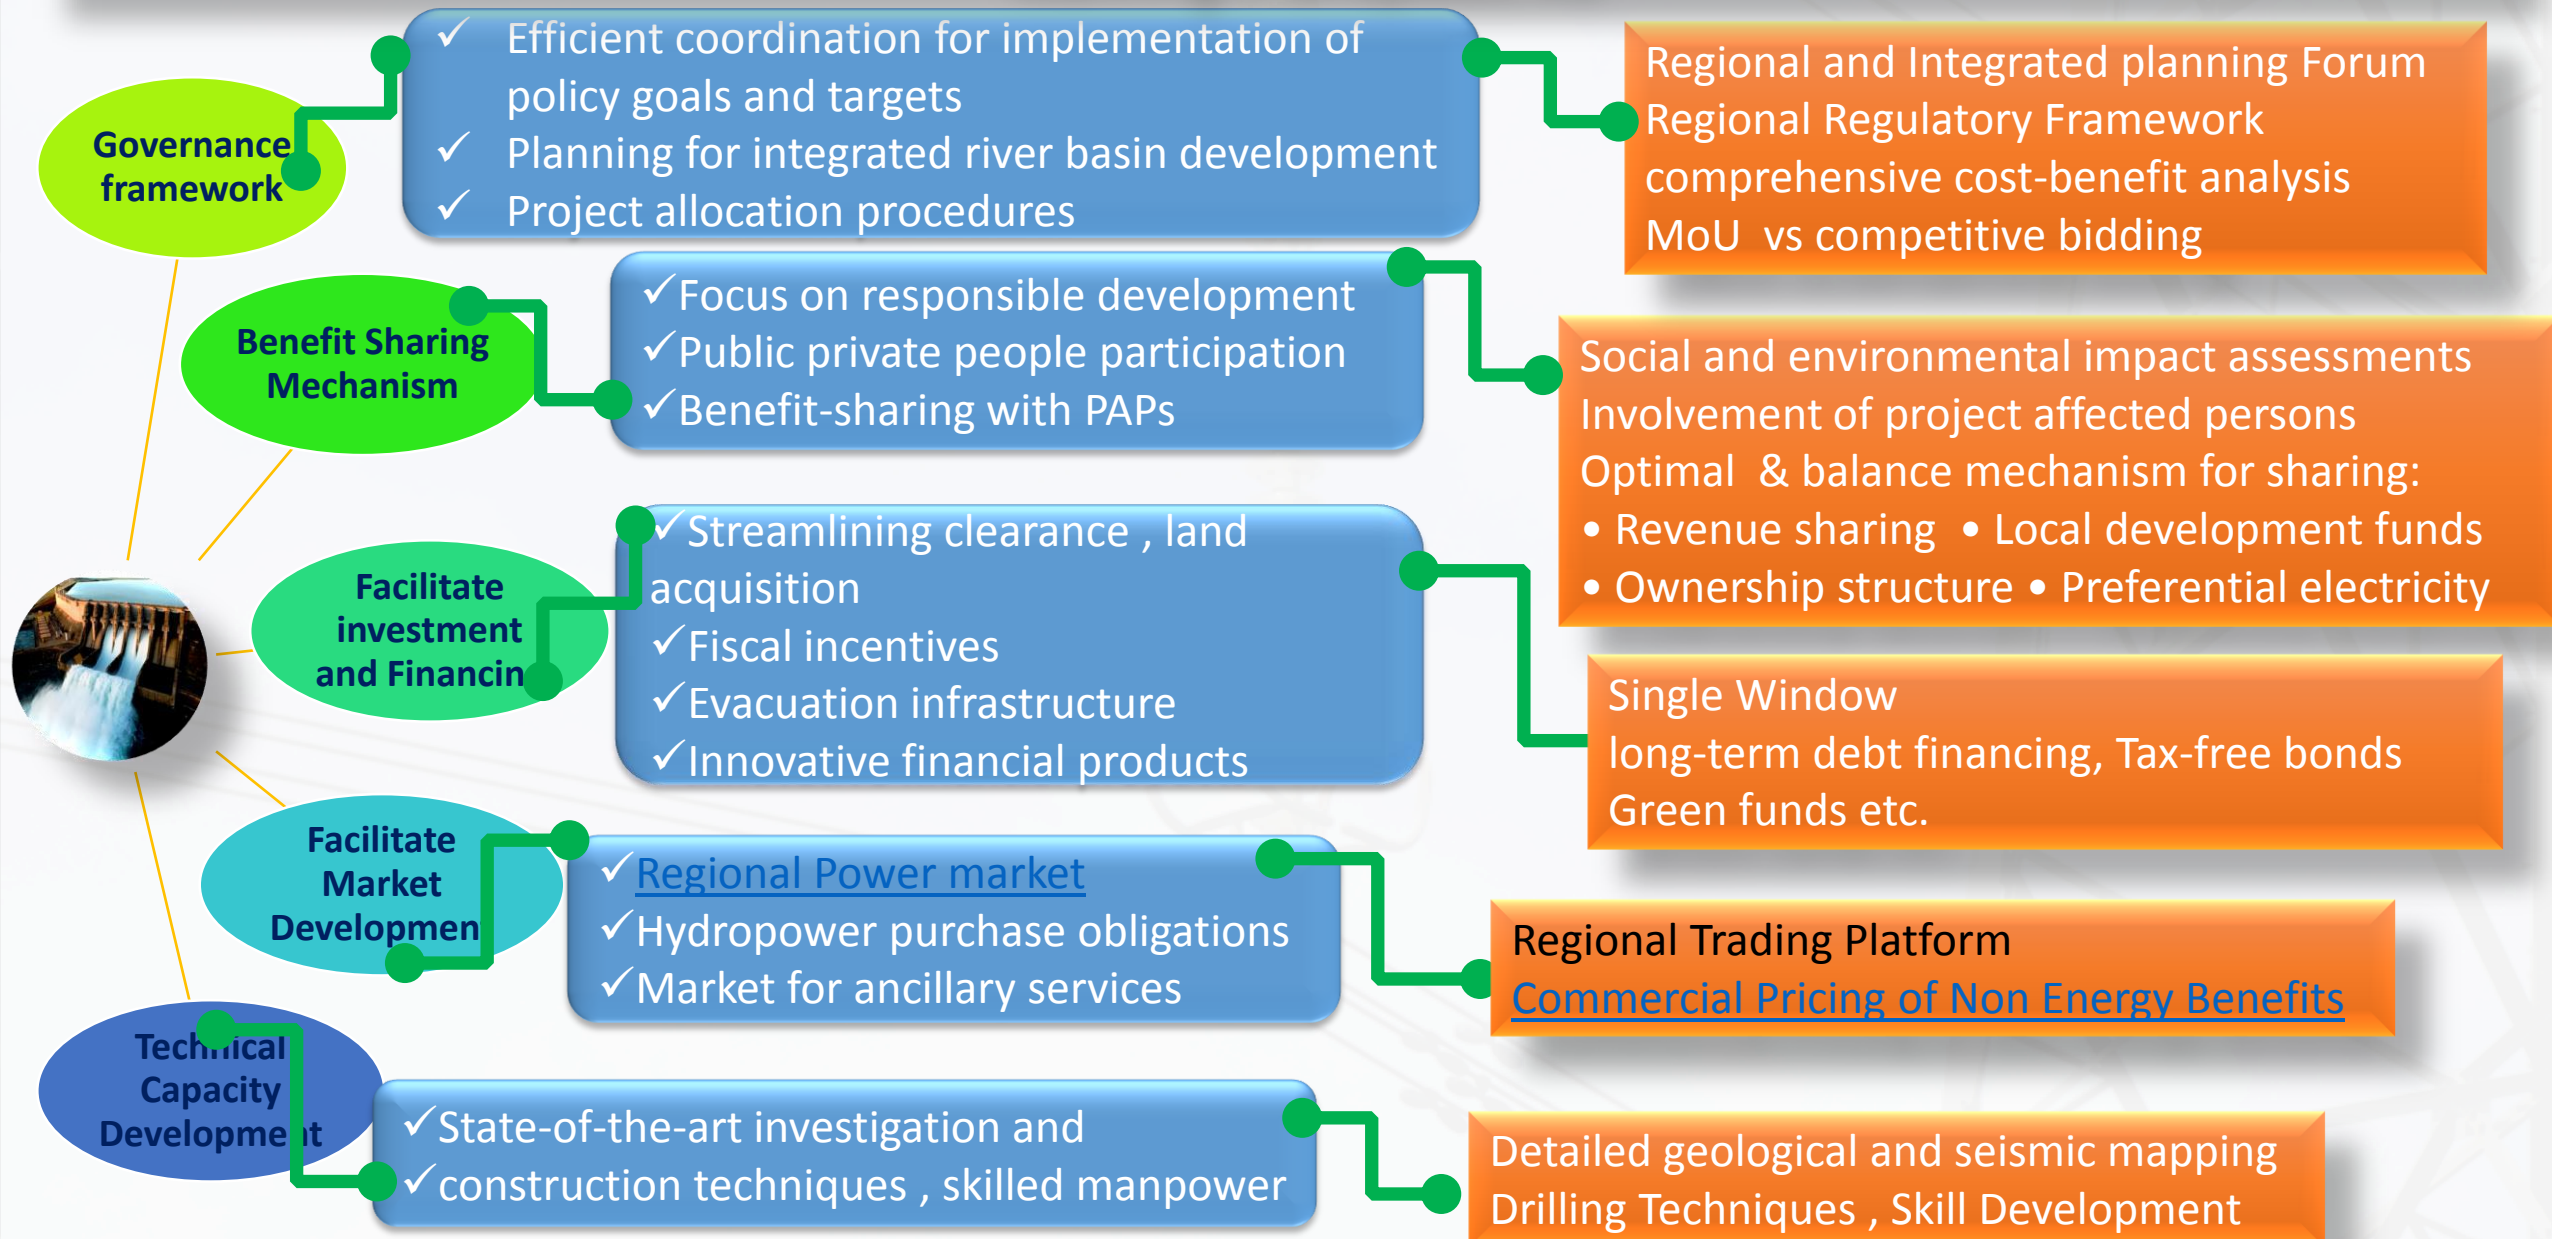 Governance
framework
✓ Efficient coordination for implementation of
policy goals and targets
✓ Planning for integrated river basin development
✓ Project allocation procedures
Regional and Integrated planning Forum
Regional Regulatory Framework
comprehensive cost-benefit analysis
MoU vs competitive bidding
Benefit Sharing
Mechanism
✓Focus on responsible development
✓Public private people participation
✓Benefit-sharing with PAPs
Social and environmental impact assessments
Involvement of project affected persons
Optimal & balance mechanism for sharing:
• Revenue sharing • Local development funds
• Ownership structure • Preferential electricity
Facilitate
investment
and Financin
✓Streamlining clearance , land
acquisition
✓Fiscal incentives
✓Evacuation infrastructure
✓Innovative financial products
Single Window
long-term debt financing, Tax-free bonds
Green funds etc.
Facilitate
Market
Development
✓Regional Power market
✓Hydropower purchase obligations
✓Market for ancillary services
Regional Trading Platform
Commercial Pricing of Non Energy Benefits
Technical
Capacity
Development
✓State-of-the-art investigation and
✓construction techniques , skilled manpower
Detailed geological and seismic mapping
Drilling Techniques , Skill Development